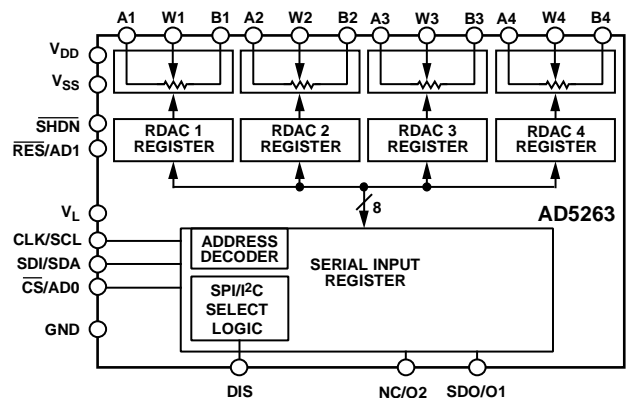 A1 W1 B1 A2 W2 B2 A3 W3 B3 A4 W4 B4
VDD
VSS
SHDN
RES/AD1
RDAC 1
REGISTER
RDAC 2
REGISTER
RDAC 3
REGISTER
RDAC 4
REGISTER
8
AD5263
VL
CLK/SCL
SDI/SDA
CS/AD0
GND
ADDRESS
DECODER
SERIAL INPUT
REGISTER
SPI/I²C
SELECT
LOGIC
DIS
NC/O2
SDO/O1